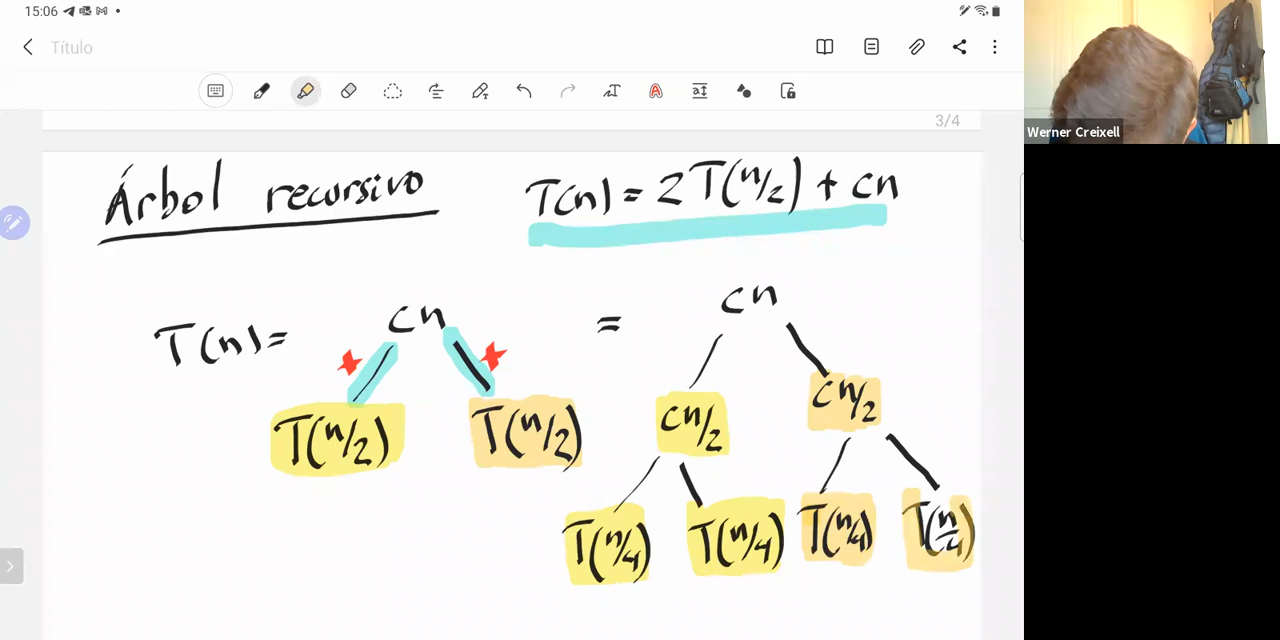 15:06
Título
3/4
Werner Creixell
Árbol recursivo
T(n) = 2T(n/2) + cn
T(n) = cn = cn
T(n/2) T(n/2) cn/2 cn/2
T(n/4) T(n/4) T(n/4) T(n/4)